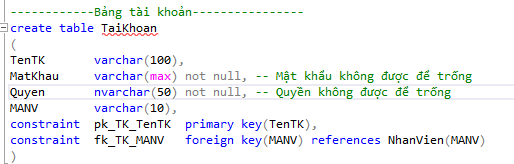 ------------Bảng tài khoản---------------
create table TaiKhoan
(
TenTK varchar(100),
MatKhau varchar(max) not null, -- Mật khẩu không được để trống
Quyen nvarchar(50) not null, -- Quyền không được để trống
MANV varchar(10),
constraint pk_TK_TenTK primary key(TenTK),
constraint fk_TK_MANV foreign key(MANV) references NhanVien(MANV)
)